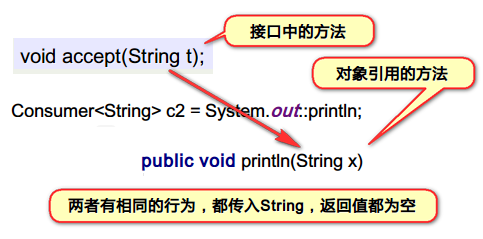 接口中的方法
void accept(String t);
对象引用的方法
Consumer<String> c2 = System.out::println;
public void println(String x)
两者有相同的行为，都传入String，返回值都为空